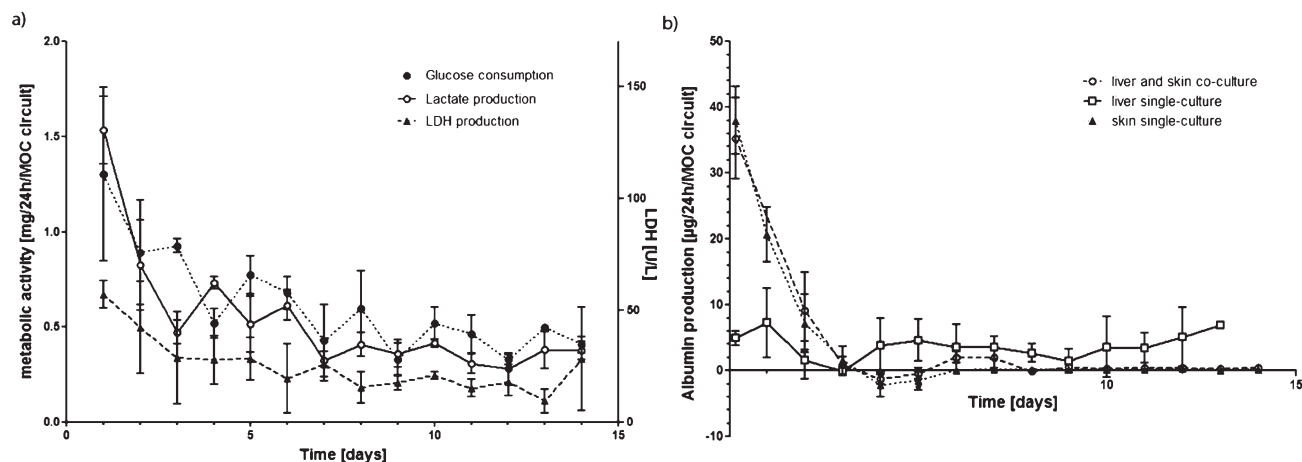 a)
2.0
1.5
1.0
0.5
0.0
metabolic activity [mg/24h/MOC circuit]
Glucose consumption
Lactate production
LDH production
150
100
50
0
LDH [U/L]
0
5
10
15
Time [days]
b)
50
40
30
20
10
0
-10
Albumin production [µg/24h/MOC circuit]
liver and skin co-culture
liver single-culture
skin single-culture
10
15
Time [days]